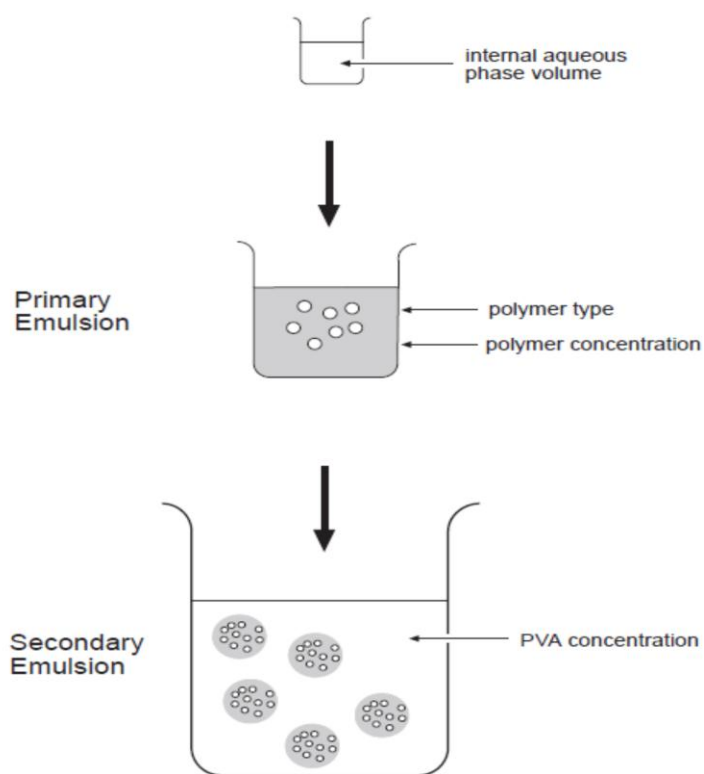 internal aqueous
phase volume
Primary
Emulsion
polymer type
polymer concentration
Secondary
Emulsion
PVA concentration